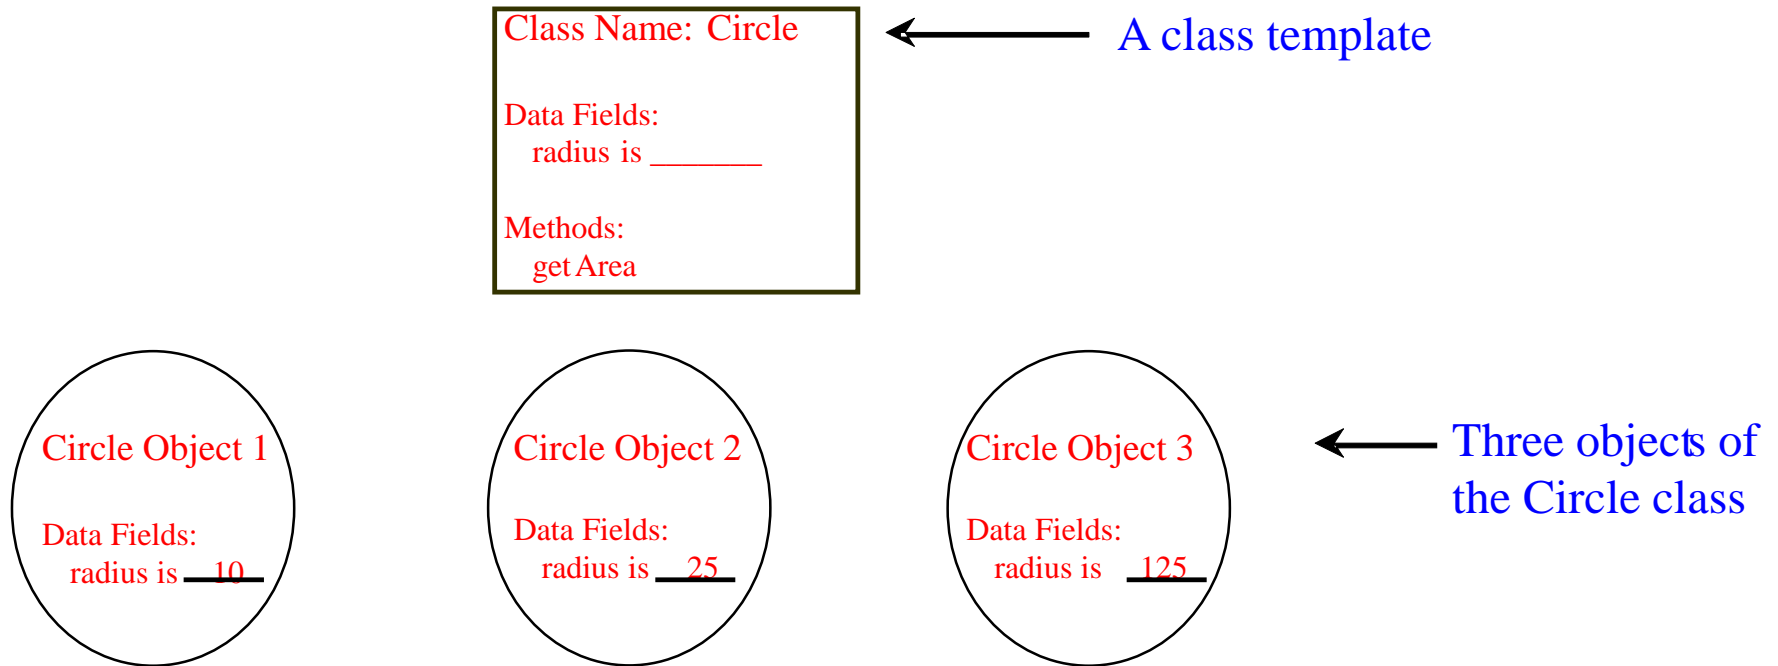 Class Name: Circle
A class template
Data Fields:
radius is _______
Methods:
getArea
Circle Object 1
Data Fields:
radius is 10
Circle Object 2
Data Fields:
radius is 25
Circle Object 3
Data Fields:
radius is 125
Three objects of
the Circle class